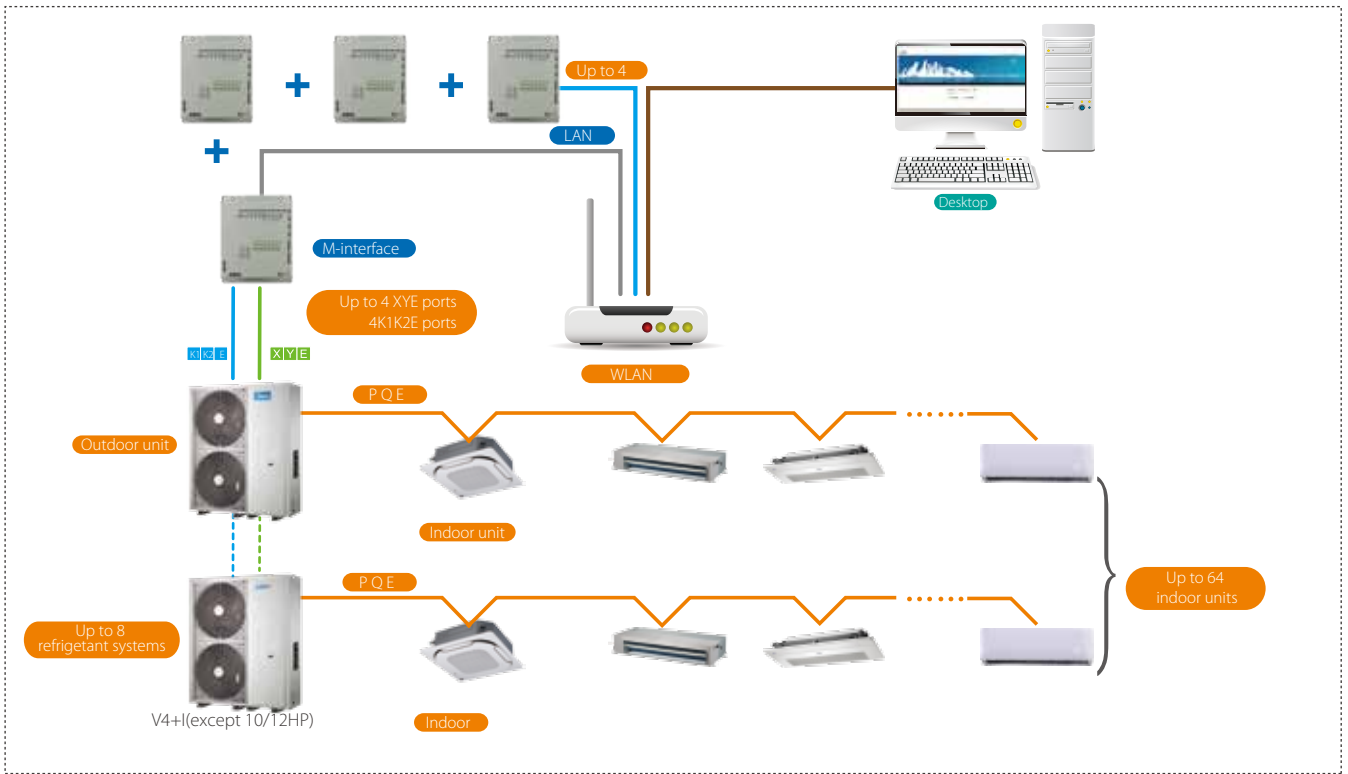 Up to 4
LAN
Desktop
M-interface
Up to 4 XYE ports
4K1K2E ports
K1 K2 E
X Y E
WLAN
P Q E
Outdoor unit
Indoor unit
P Q E
Up to 64
indoor units
Up to 8
refrigetant systems
V4+I(except 10/12HP)
Indoor